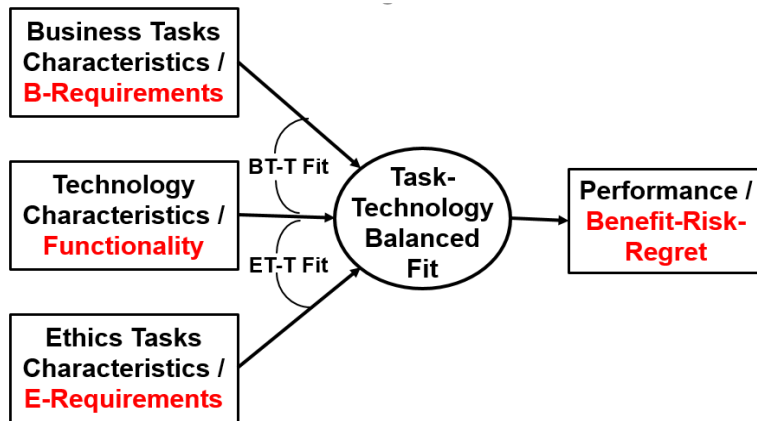 Business Tasks
Characteristics /
B-Requirements
BT-T Fit
Technology
Characteristics /
Functionality
ET-T Fit
Ethics Tasks
Characteristics /
E-Requirements
Task-
Technology
Balanced
Fit
Performance /
Benefit-Risk-
Regret